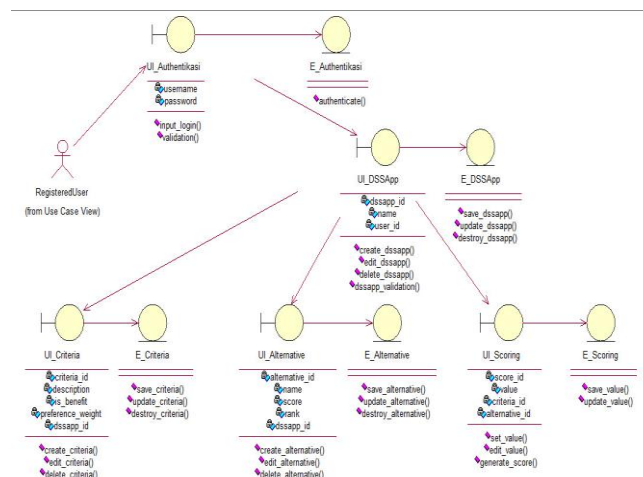 UI_Authentikasi
username
password
input_login()
validation()
E_Authentikasi
authenticate()
RegisteredUser
(from Use Case View)
UI_DSSApp
dssapp_id
name
user_id
create_dssapp()
edit_dssapp()
delete_dssapp()
dssapp_validation()
E_DSSApp
save_dssapp()
update_dssapp()
destroy_dssapp()
UI_Criteria
criteria_id
description
is_benefit
preference_weight
dssapp_id
create_criteria()
edit_criteria()
delete_criteria()
E_Criteria
save_criteria()
update_criteria()
destroy_criteria()
UI_Alternative
alternative_id
name
score
rank
dssapp_id
create_alternative()
edit_alternative()
delete_alternative()
E_Alternative
save_alternative()
update_alternative()
destroy_alternative()
UI_Scoring
score_id
value
criteria_id
alternative_id
set_value()
edit_value()
generate_score()
E_Scoring
save_value()
update_value()